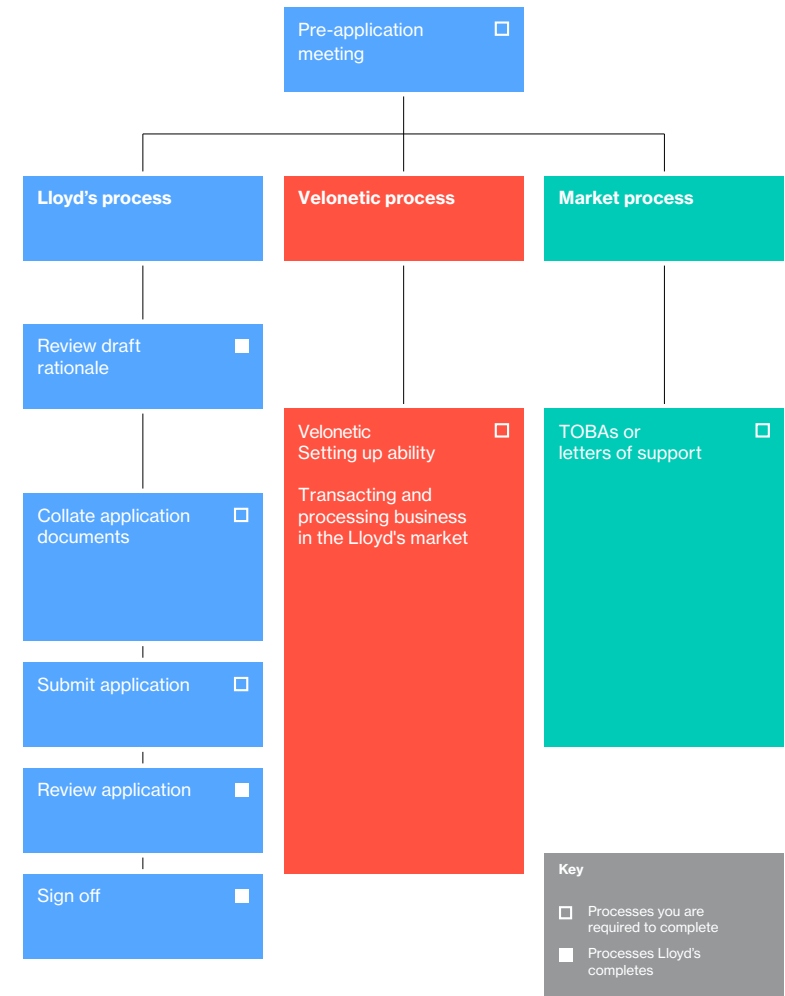 Pre-application
meeting
Lloyd’s process
Velonetic process
Market process
Review draft
rationale
Velonetic
Setting up ability
Transacting and
processing business
in the Lloyd's market
TOBAs or
letters of support
Collate application
documents
Submit application
Review application
Sign off
Key
Processes you are
required to complete
Processes Lloyd’s
completes